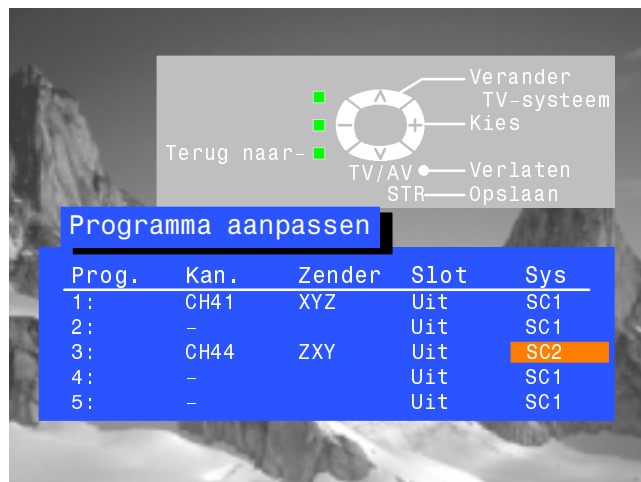 Verander
TV-systeem
Kies
Terug naar-
TV/AV Verlaten
STR Opslaan
Programma aanpassen
Prog. Kan. Zender Slot Sys
1: CH41 XYZ Uit SC1
2: - Uit SC1
3: CH44 ZXY Uit SC2
4: - Uit SC1
5: - Uit SC1